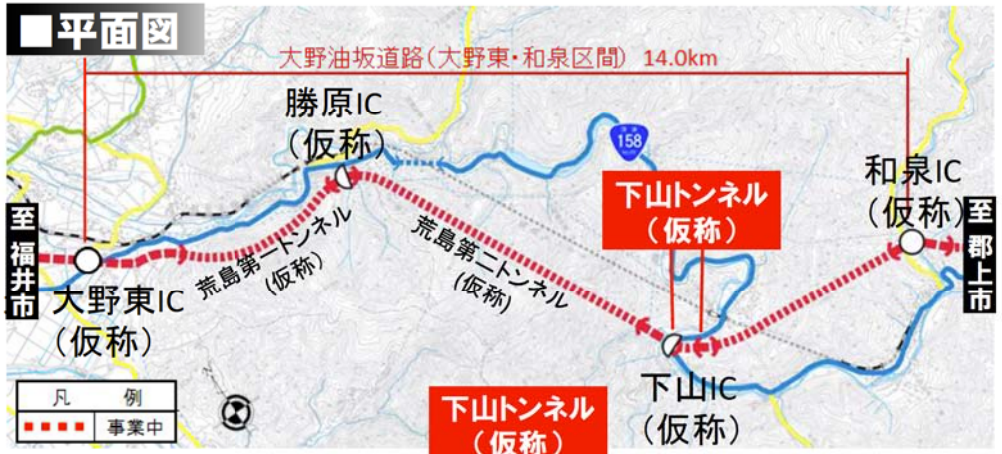 ■平面図
大野油坂道路(大野東・和泉区間) 14.0km
勝原IC
(仮称)
158
和泉IC
(仮称)
下山トンネル
(仮称)
至 福井市
至 郡上市
荒島第一トンネル
(仮称)
荒島第二トンネル
(仮称)
大野東IC
(仮称)
下山IC
(仮称)
凡 例
事業中
下山トンネル
(仮称)